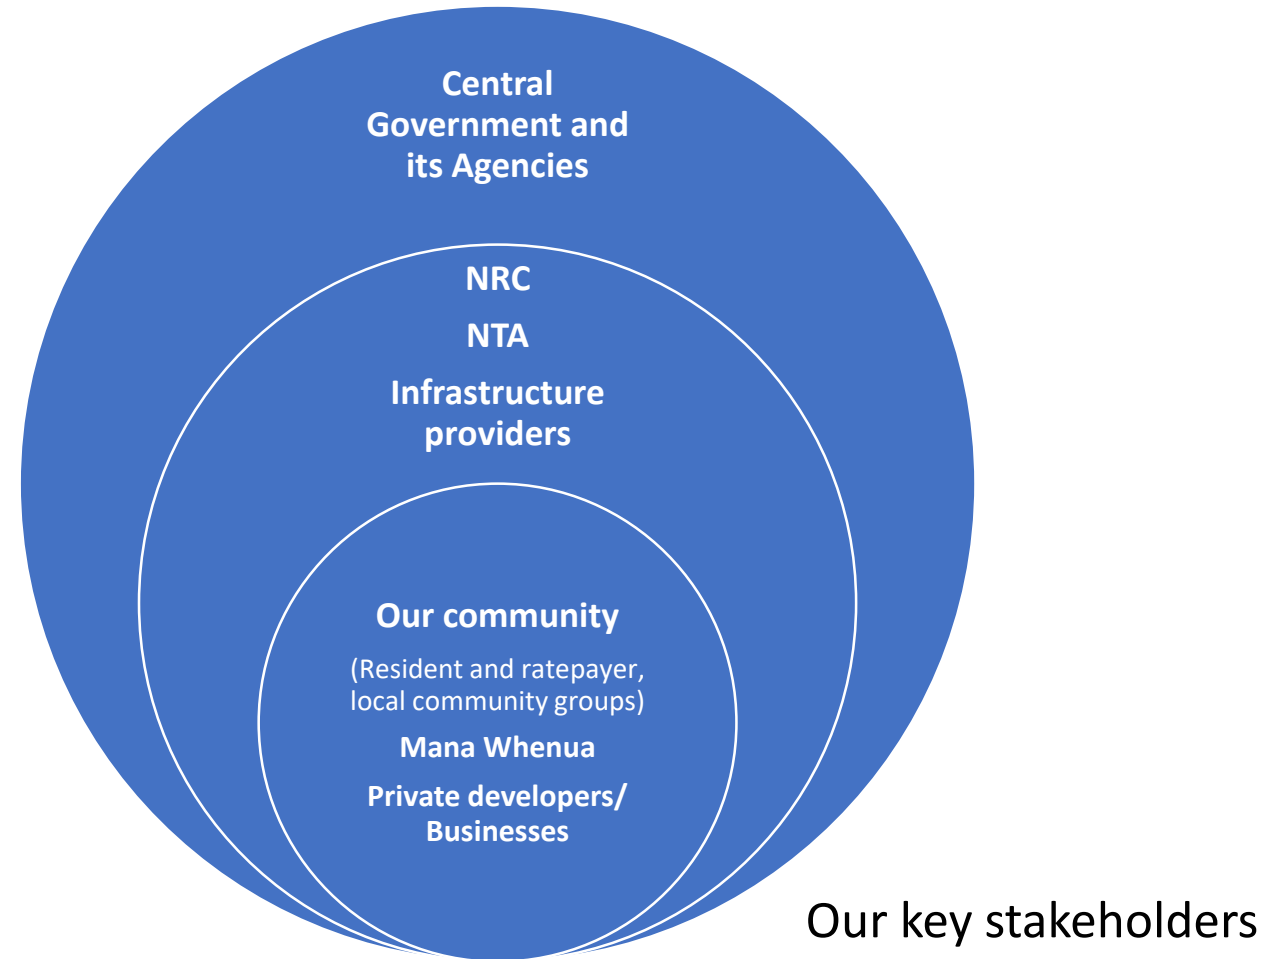 Central
Government and
its Agencies
NRC
NTA
Infrastructure
providers
Our community
(Resident and ratepayer,
local community groups)
Mana Whenua
Private developers/
Businesses
Our key stakeholders